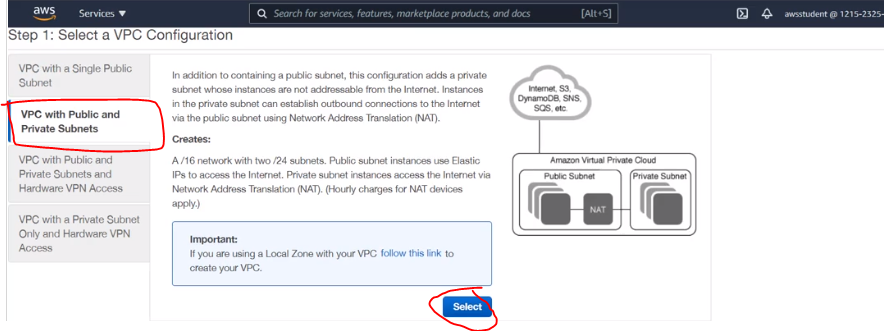 aws
Services ▼
Search for services, features, marketplace products, and docs
[Alt+S]
awsstudent @ 1215-2325-
Step 1: Select a VPC Configuration
VPC with a Single Public
Subnet
VPC with Public and
Private Subnets
VPC with Public and
Private Subnets and
Hardware VPN Access
VPC with a Private Subnet
Only and Hardware VPN
Access
In addition to containing a public subnet, this configuration adds a private
subnet whose instances are not addressable from the Internet. Instances
in the private subnet can establish outbound connections to the Internet
via the public subnet using Network Address Translation (NAT).
Creates:
A /16 network with two /24 subnets. Public subnet instances use Elastic
IPs to access the Internet. Private subnet instances access the Internet via
Network Address Translation (NAT). (Hourly charges for NAT devices
apply.)
Important:
If you are using a Local Zone with your VPC follow this link to
create your VPC.
Select
Internet, S3,
DynamoDB, SNS,
SQS, etc.
Amazon Virtual Private Cloud
Public Subnet
Private Subnet
NAT